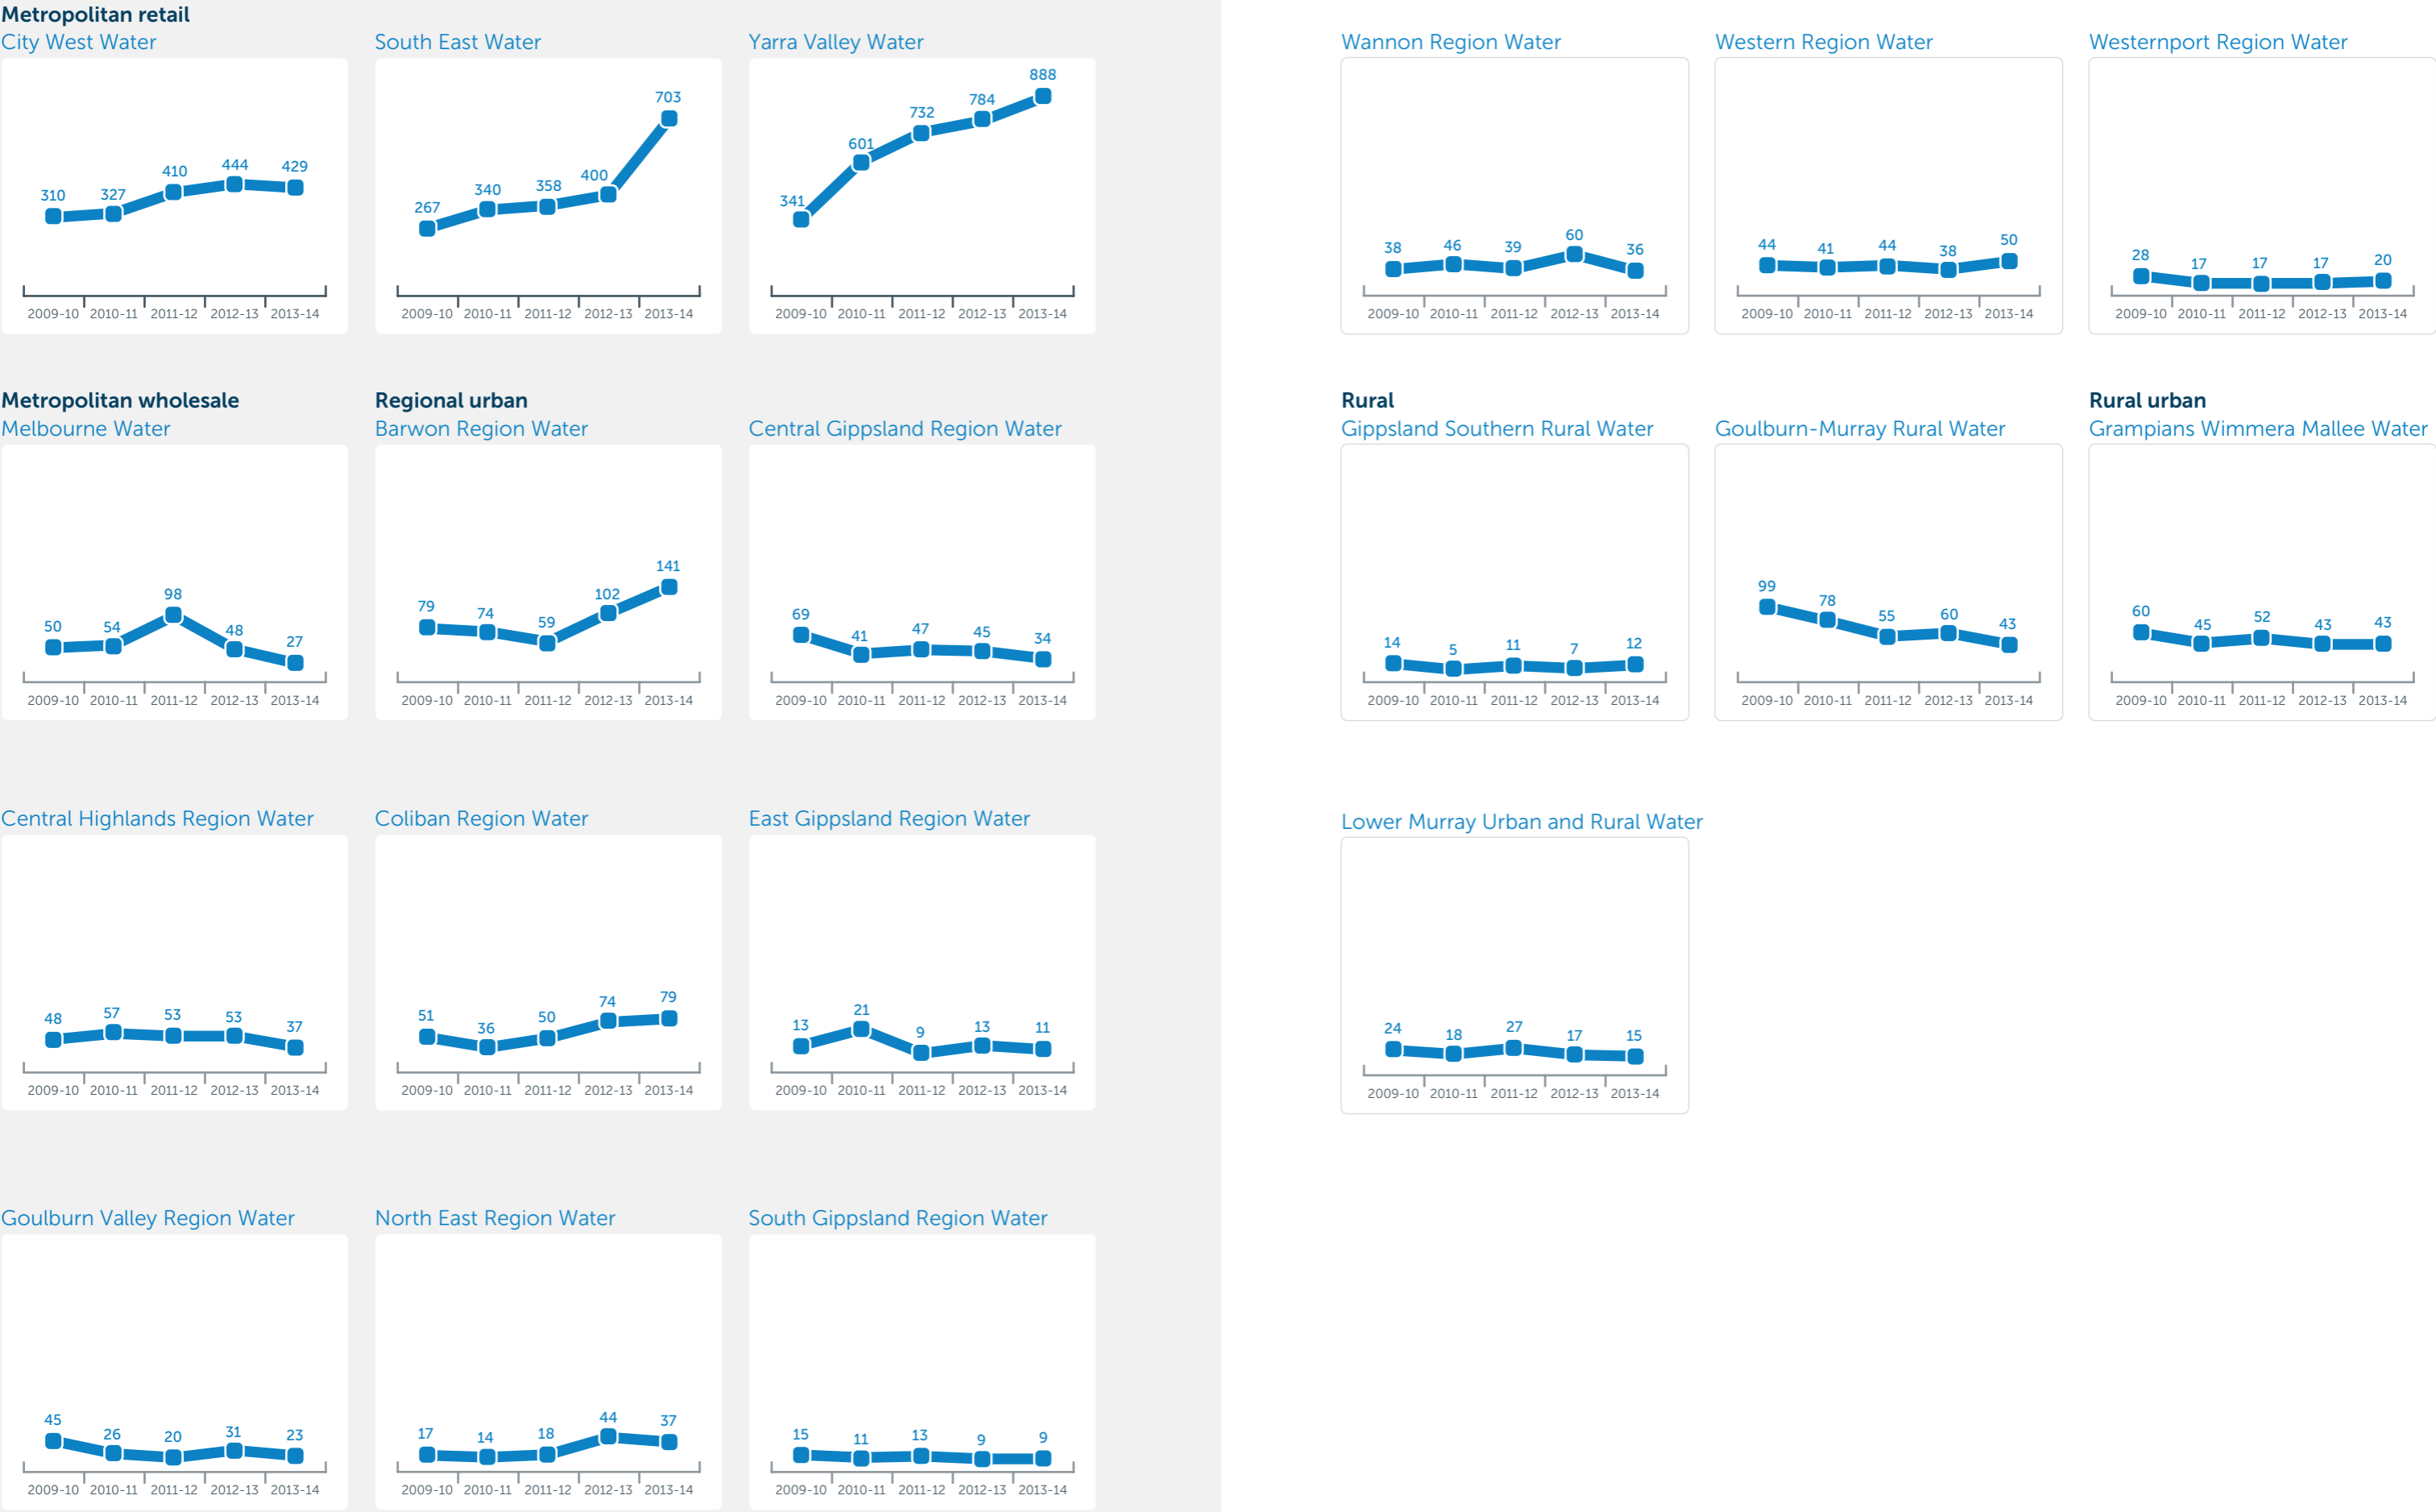 Metropolitan retail
City West Water
310 327 410 444 429
2009-10 2010-11 2011-12 2012-13 2013-14
South East Water
267 340 358 400 703
2009-10 2010-11 2011-12 2012-13 2013-14
Yarra Valley Water
341 601 732 784 888
2009-10 2010-11 2011-12 2012-13 2013-14
Metropolitan wholesale
Melbourne Water
50 54 98 48 27
2009-10 2010-11 2011-12 2012-13 2013-14
Regional urban
Barwon Region Water
79 74 59 102 141
2009-10 2010-11 2011-12 2012-13 2013-14
Central Gippsland Region Water
69 41 47 45 34
2009-10 2010-11 2011-12 2012-13 2013-14
Central Highlands Region Water
48 57 53 53 37
2009-10 2010-11 2011-12 2012-13 2013-14
Coliban Region Water
51 36 50 74 79
2009-10 2010-11 2011-12 2012-13 2013-14
East Gippsland Region Water
13 21 9 13 11
2009-10 2010-11 2011-12 2012-13 2013-14
Goulburn Valley Region Water
45 26 20 31 23
2009-10 2010-11 2011-12 2012-13 2013-14
North East Region Water
17 14 18 44 37
2009-10 2010-11 2011-12 2012-13 2013-14
South Gippsland Region Water
15 11 13 9 9
2009-10 2010-11 2011-12 2012-13 2013-14
Wannon Region Water
38 46 39 60 36
2009-10 2010-11 2011-12 2012-13 2013-14
Western Region Water
44 41 44 38 50
2009-10 2010-11 2011-12 2012-13 2013-14
Westernport Region Water
28 17 17 17 20
2009-10 2010-11 2011-12 2012-13 2013-14
Rural
Gippsland Southern Rural Water
14 5 11 7 12
2009-10 2010-11 2011-12 2012-13 2013-14
Goulburn-Murray Rural Water
99 78 55 60 43
2009-10 2010-11 2011-12 2012-13 2013-14
Rural urban
Grampians Wimmera Mallee Water
60 45 52 43 43
2009-10 2010-11 2011-12 2012-13 2013-14
Lower Murray Urban and Rural Water
24 18 27 17 15
2009-10 2010-11 2011-12 2012-13 2013-14